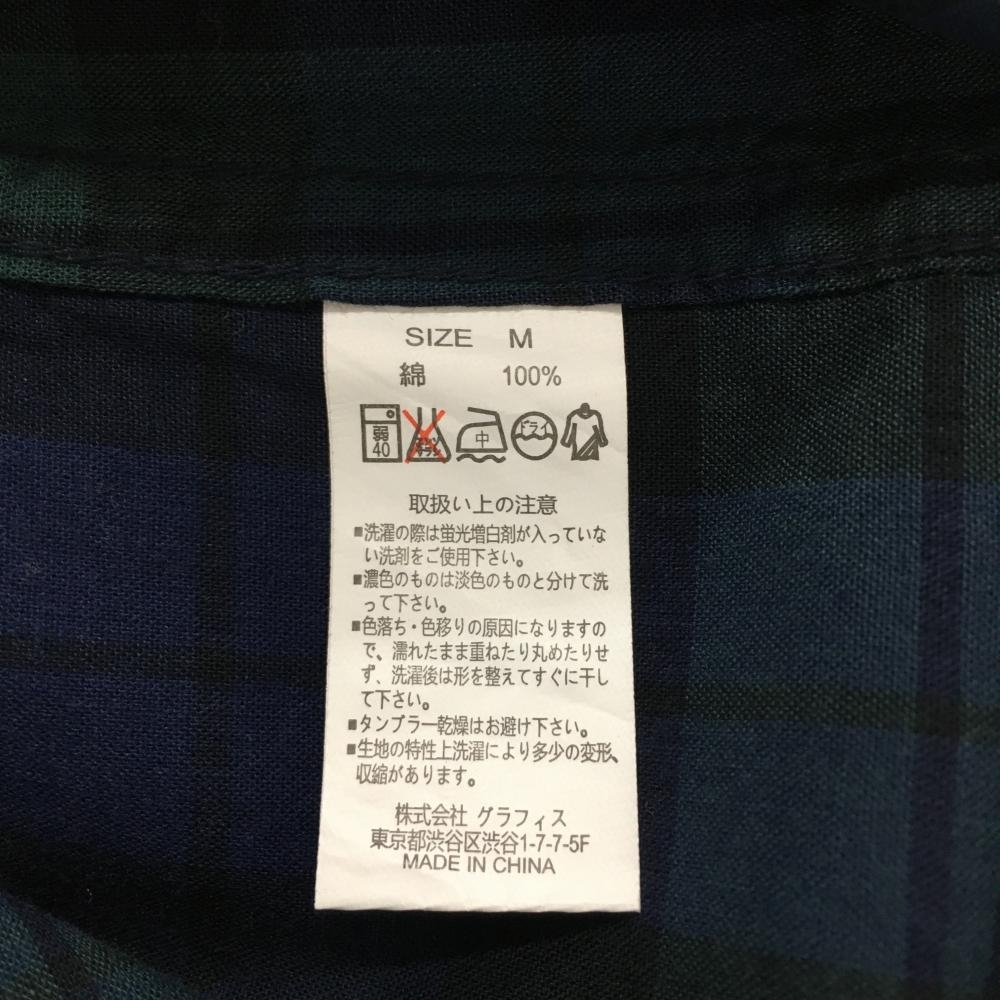 SIZE M
綿 100%
弱 中 ドライ
40
取扱い上の注意
■洗濯の際は蛍光増白剤が入っていな
い洗剤をご使用下さい。
■濃色のものは淡色のものと分けて洗
って下さい。
■色落ち・色移りの原因になりますの
で、濡れたまま重ねたり丸めたりせ
ず、洗濯後は形を整えてすぐに干し
て下さい。
■タンブラー乾燥はお避け下さい。
■生地の特性上洗濯により多少の変形、
収縮があります。
株式会社 グラフィス
東京都渋谷区渋谷1-7-7-5F
MADE IN CHINA